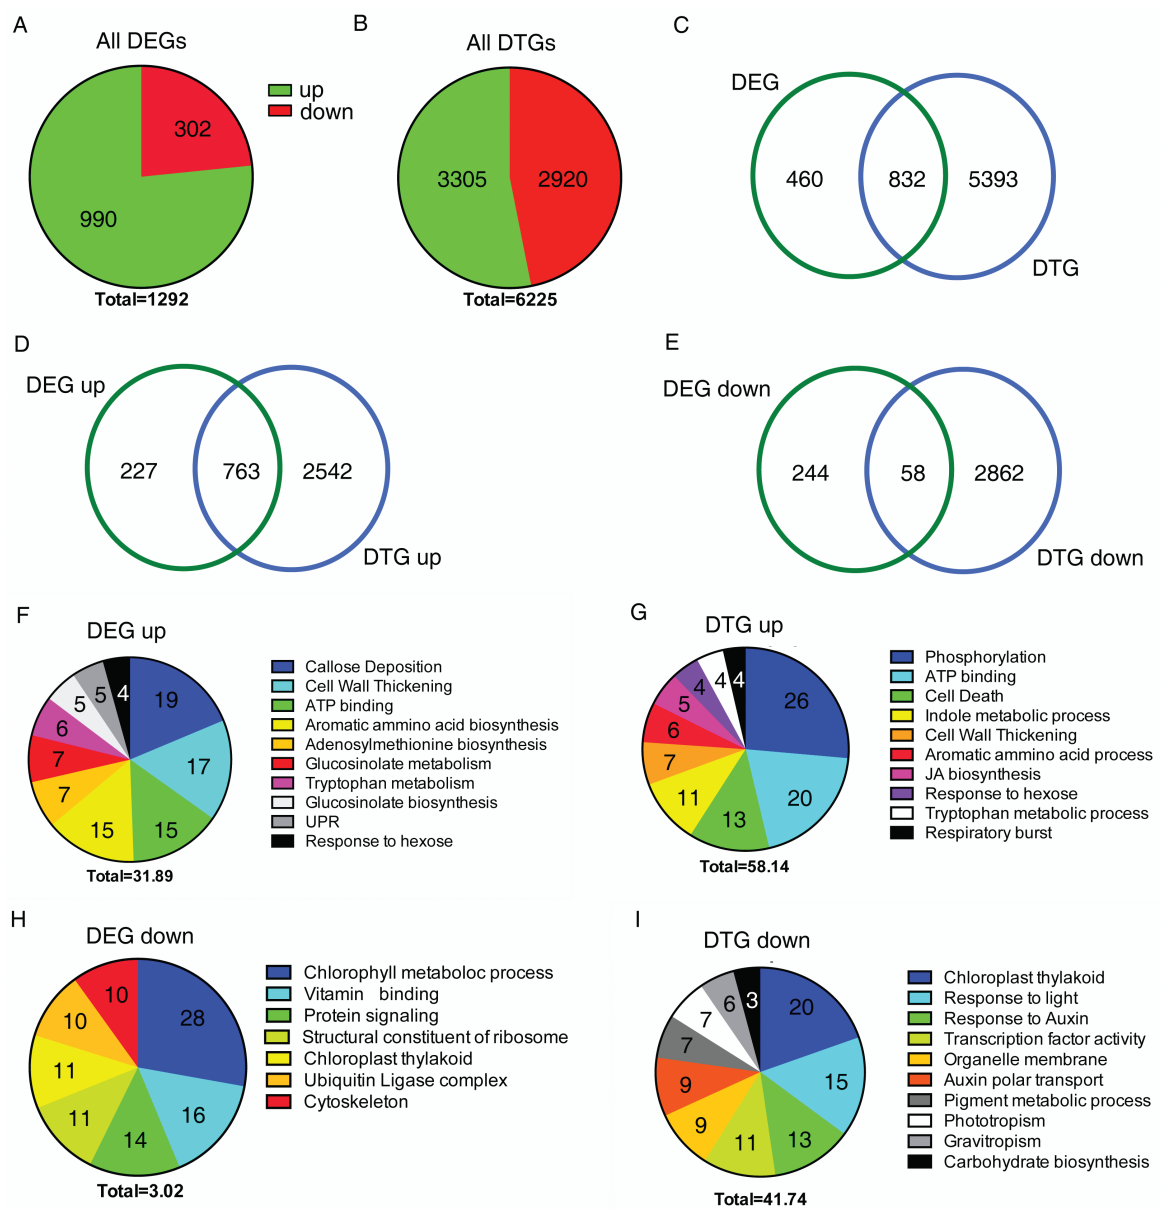 A
All DEGs
302
990
Total=1292
up
down
B
All DTGs
3305
2920
Total=6225
C
DEG
460
832
5393
DTG
D
DEG up
227
763
2542
DTG up
E
DEG down
244
58
2862
DTG down
F
DEG up
19
17
15
15
7
7
6
5
5
4
Total=31.89
Callose Deposition
Cell Wall Thickening
ATP binding
Aromatic ammino acid biosynthesis
Adenosylmethionine biosynthesis
Glucosinolate metabolism
Tryptophan metabolism
Glucosinolate biosynthesis
UPR
Response to hexose
G
DTG up
26
20
13
11
7
6
5
4
4
4
Total=58.14
Phosphorylation
ATP binding
Cell Death
Indole metabolic process
Cell Wall Thickening
Aromatic ammino acid process
JA biosynthesis
Response to hexose
Tryptophan metabolic process
Respiratory burst
H
DEG down
28
16
14
11
11
10
10
Total=3.02
Chlorophyll metaboloc process
Vitamin binding
Protein signaling
Structural constituent of ribosome
Chloroplast thylakoid
Ubiquitin Ligase complex
Cytoskeleton
I
DTG down
20
15
13
11
9
9
7
7
6
3
Total=41.74
Chloroplast thylakoid
Response to light
Response to Auxin
Transcription factor activity
Organelle membrane
Auxin polar transport
Pigment metabolic process
Phototropism
Gravitropism
Carbohydrate biosynthesis